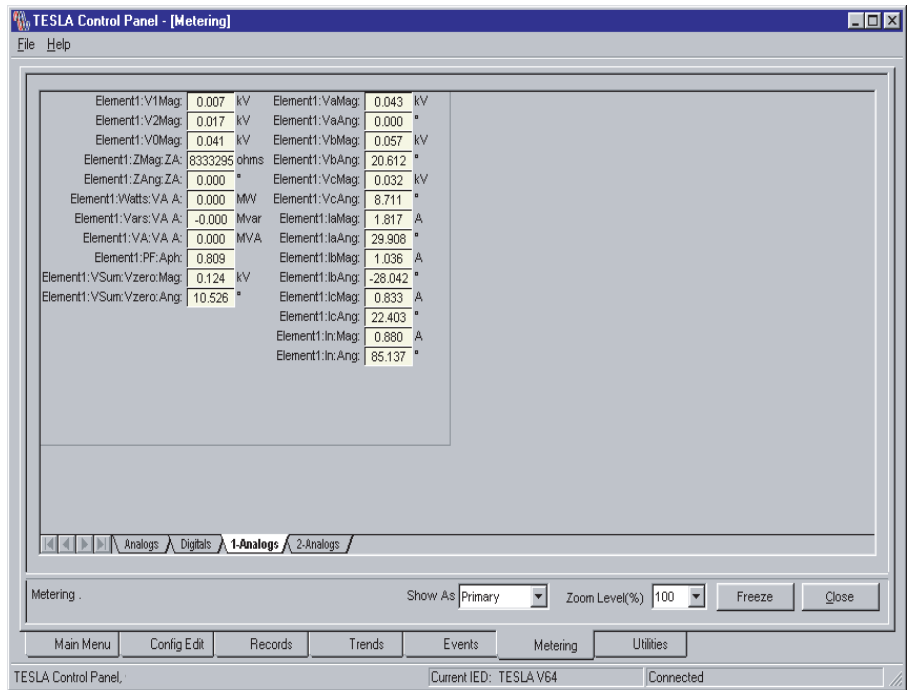 TESLA Control Panel - [Metering]
File Help
Element1:V1Mag: 0.007 kV Element1:VaMag: 0.043 kV
Element1:V2Mag: 0.017 kV Element1:VaAng: 0.000 °
Element1:V0Mag: 0.041 kV Element1:VbMag: 0.057 kV
Element1:ZMag:ZA: 8333295 ohms Element1:VbAng: 20.612 °
Element1:ZAng:ZA: 0.000 ° Element1:VcMag: 0.032 kV
Element1:Watts:VA A: 0.000 MW Element1:VcAng: 8.711 °
Element1:Vars:VA A: -0.000 Mvar Element1:IaMag: 1.817 A
Element1:VA:VA A: 0.000 MVA Element1:IaAng: 29.908 °
Element1:PF:Aph: 0.809 Element1:IbMag: 1.036 A
Element1:VSum:Vzero:Mag: 0.124 kV Element1:IbAng: -28.042 °
Element1:VSum:Vzero:Ang: 10.526 ° Element1:IcMag: 0.833 A
Element1:IcAng: 22.403 °
Element1:In:Mag: 0.880 A
Element1:In:Ang: 85.137 °
Analogs Digitals 1-Analogs 2-Analogs
Metering . Show As Primary Zoom Level(%) 100 Freeze Close
Main Menu Config Edit Records Trends Events Metering Utilities
TESLA Control Panel, Current IED: TESLA V64 Connected